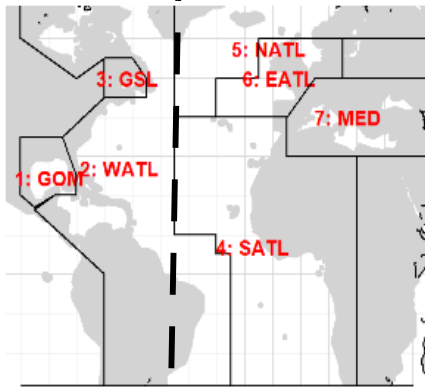 5: NATL
3: GSL
6: EATL
7: MED
2: WATL
1: GOM
4: SATL